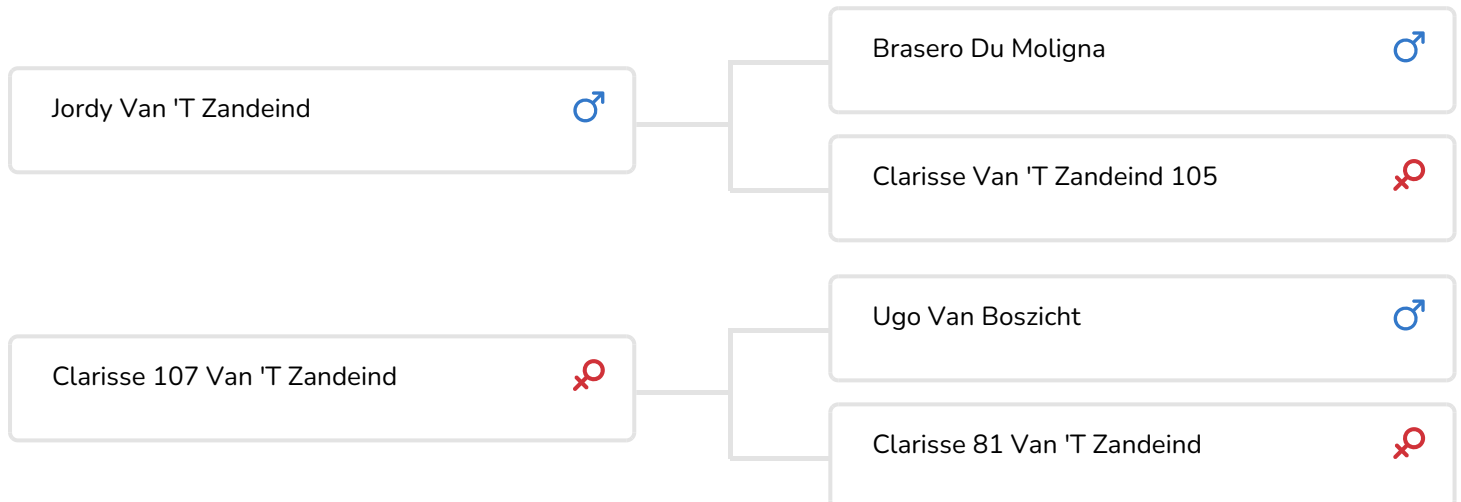 Brasero Du Moligna
Jordy Van 'T Zandeind
Clarisse Van 'T Zandeind 105
Ugo Van Boszicht
Clarisse 107 Van 'T Zandeind
Clarisse 81 Van 'T Zandeind